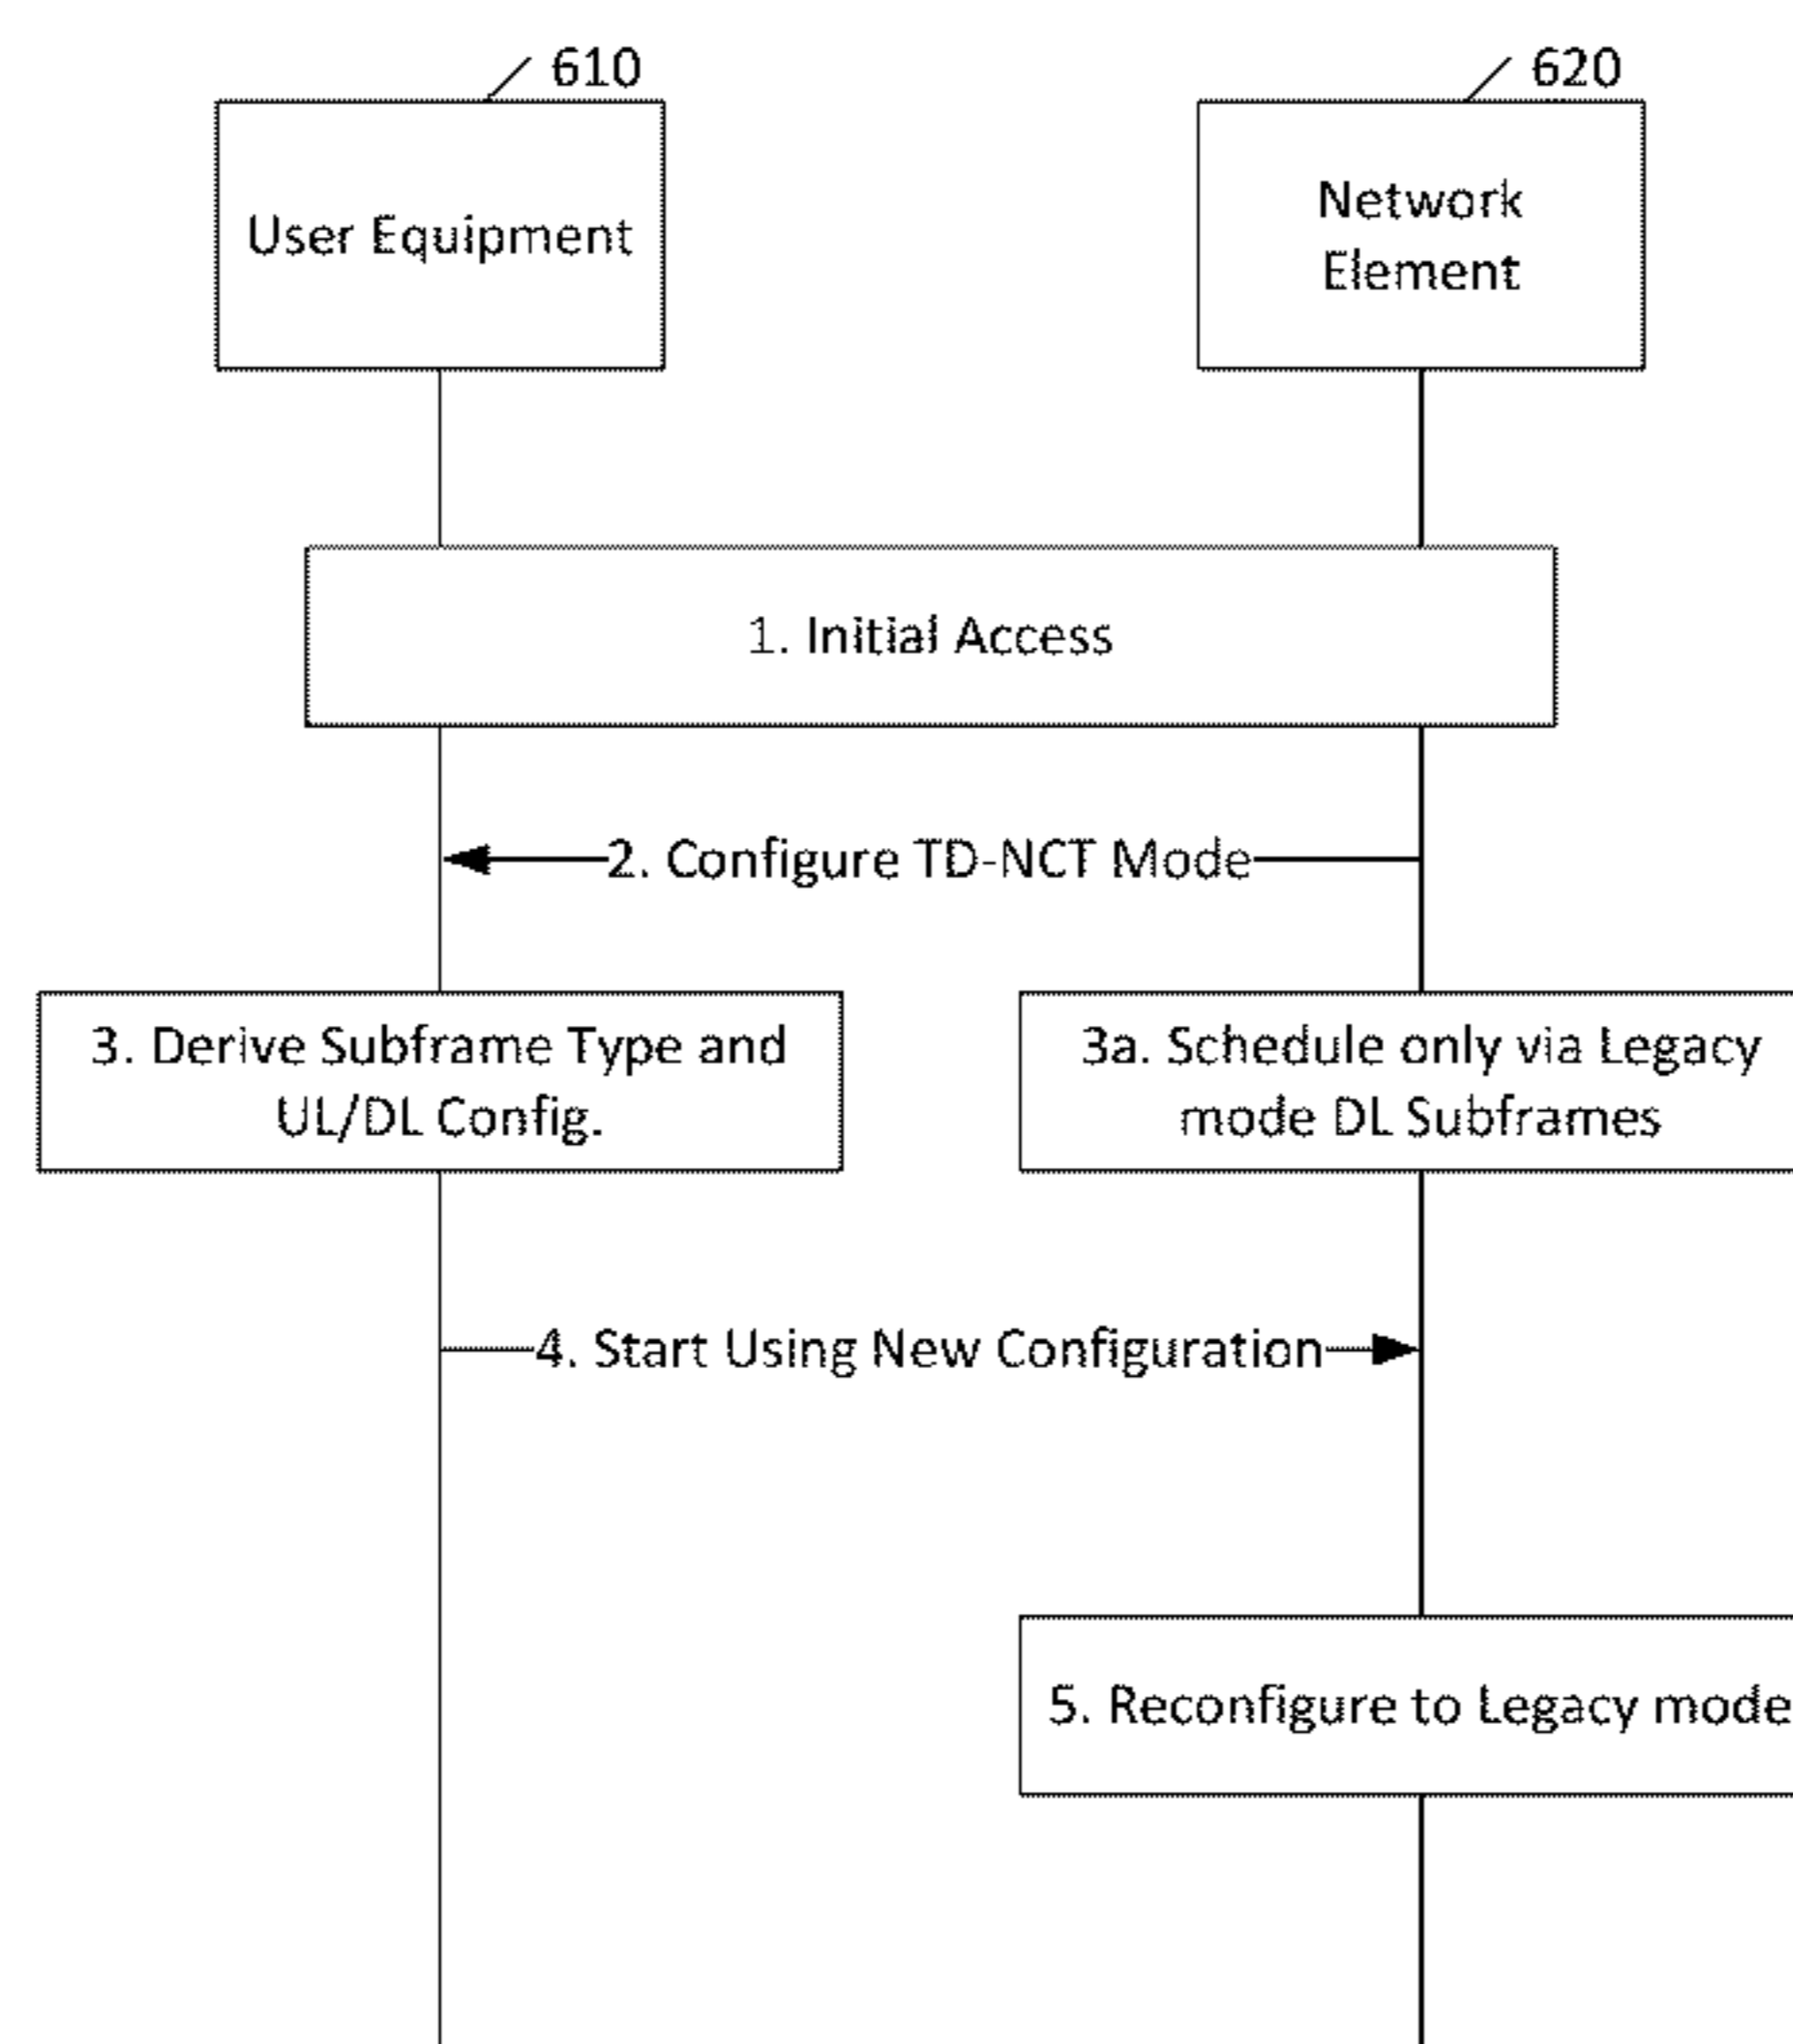 610
620
User Equipment
Network
Element
1. Initial Access
2. Configure TD-NCT Mode
3. Derive Subframe Type and
UL/DL Config.
3a. Schedule only via Legacy
mode DL Subframes
4. Start Using New Configuration
5. Reconfigure to Legacy mode